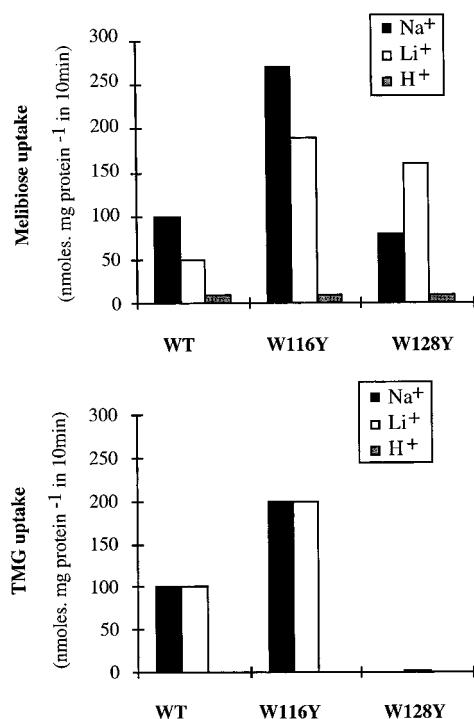 Na+
Li+
H+
300
250
200
150
100
50
0
Melibiose uptake
(nmoles. mg protein -1 in 10min)
WT W116Y W128Y
Na+
Li+
H+
300
250
200
150
100
50
0
TMG uptake
(nmoles. mg protein -1 in 10min)
WT W116Y W128Y